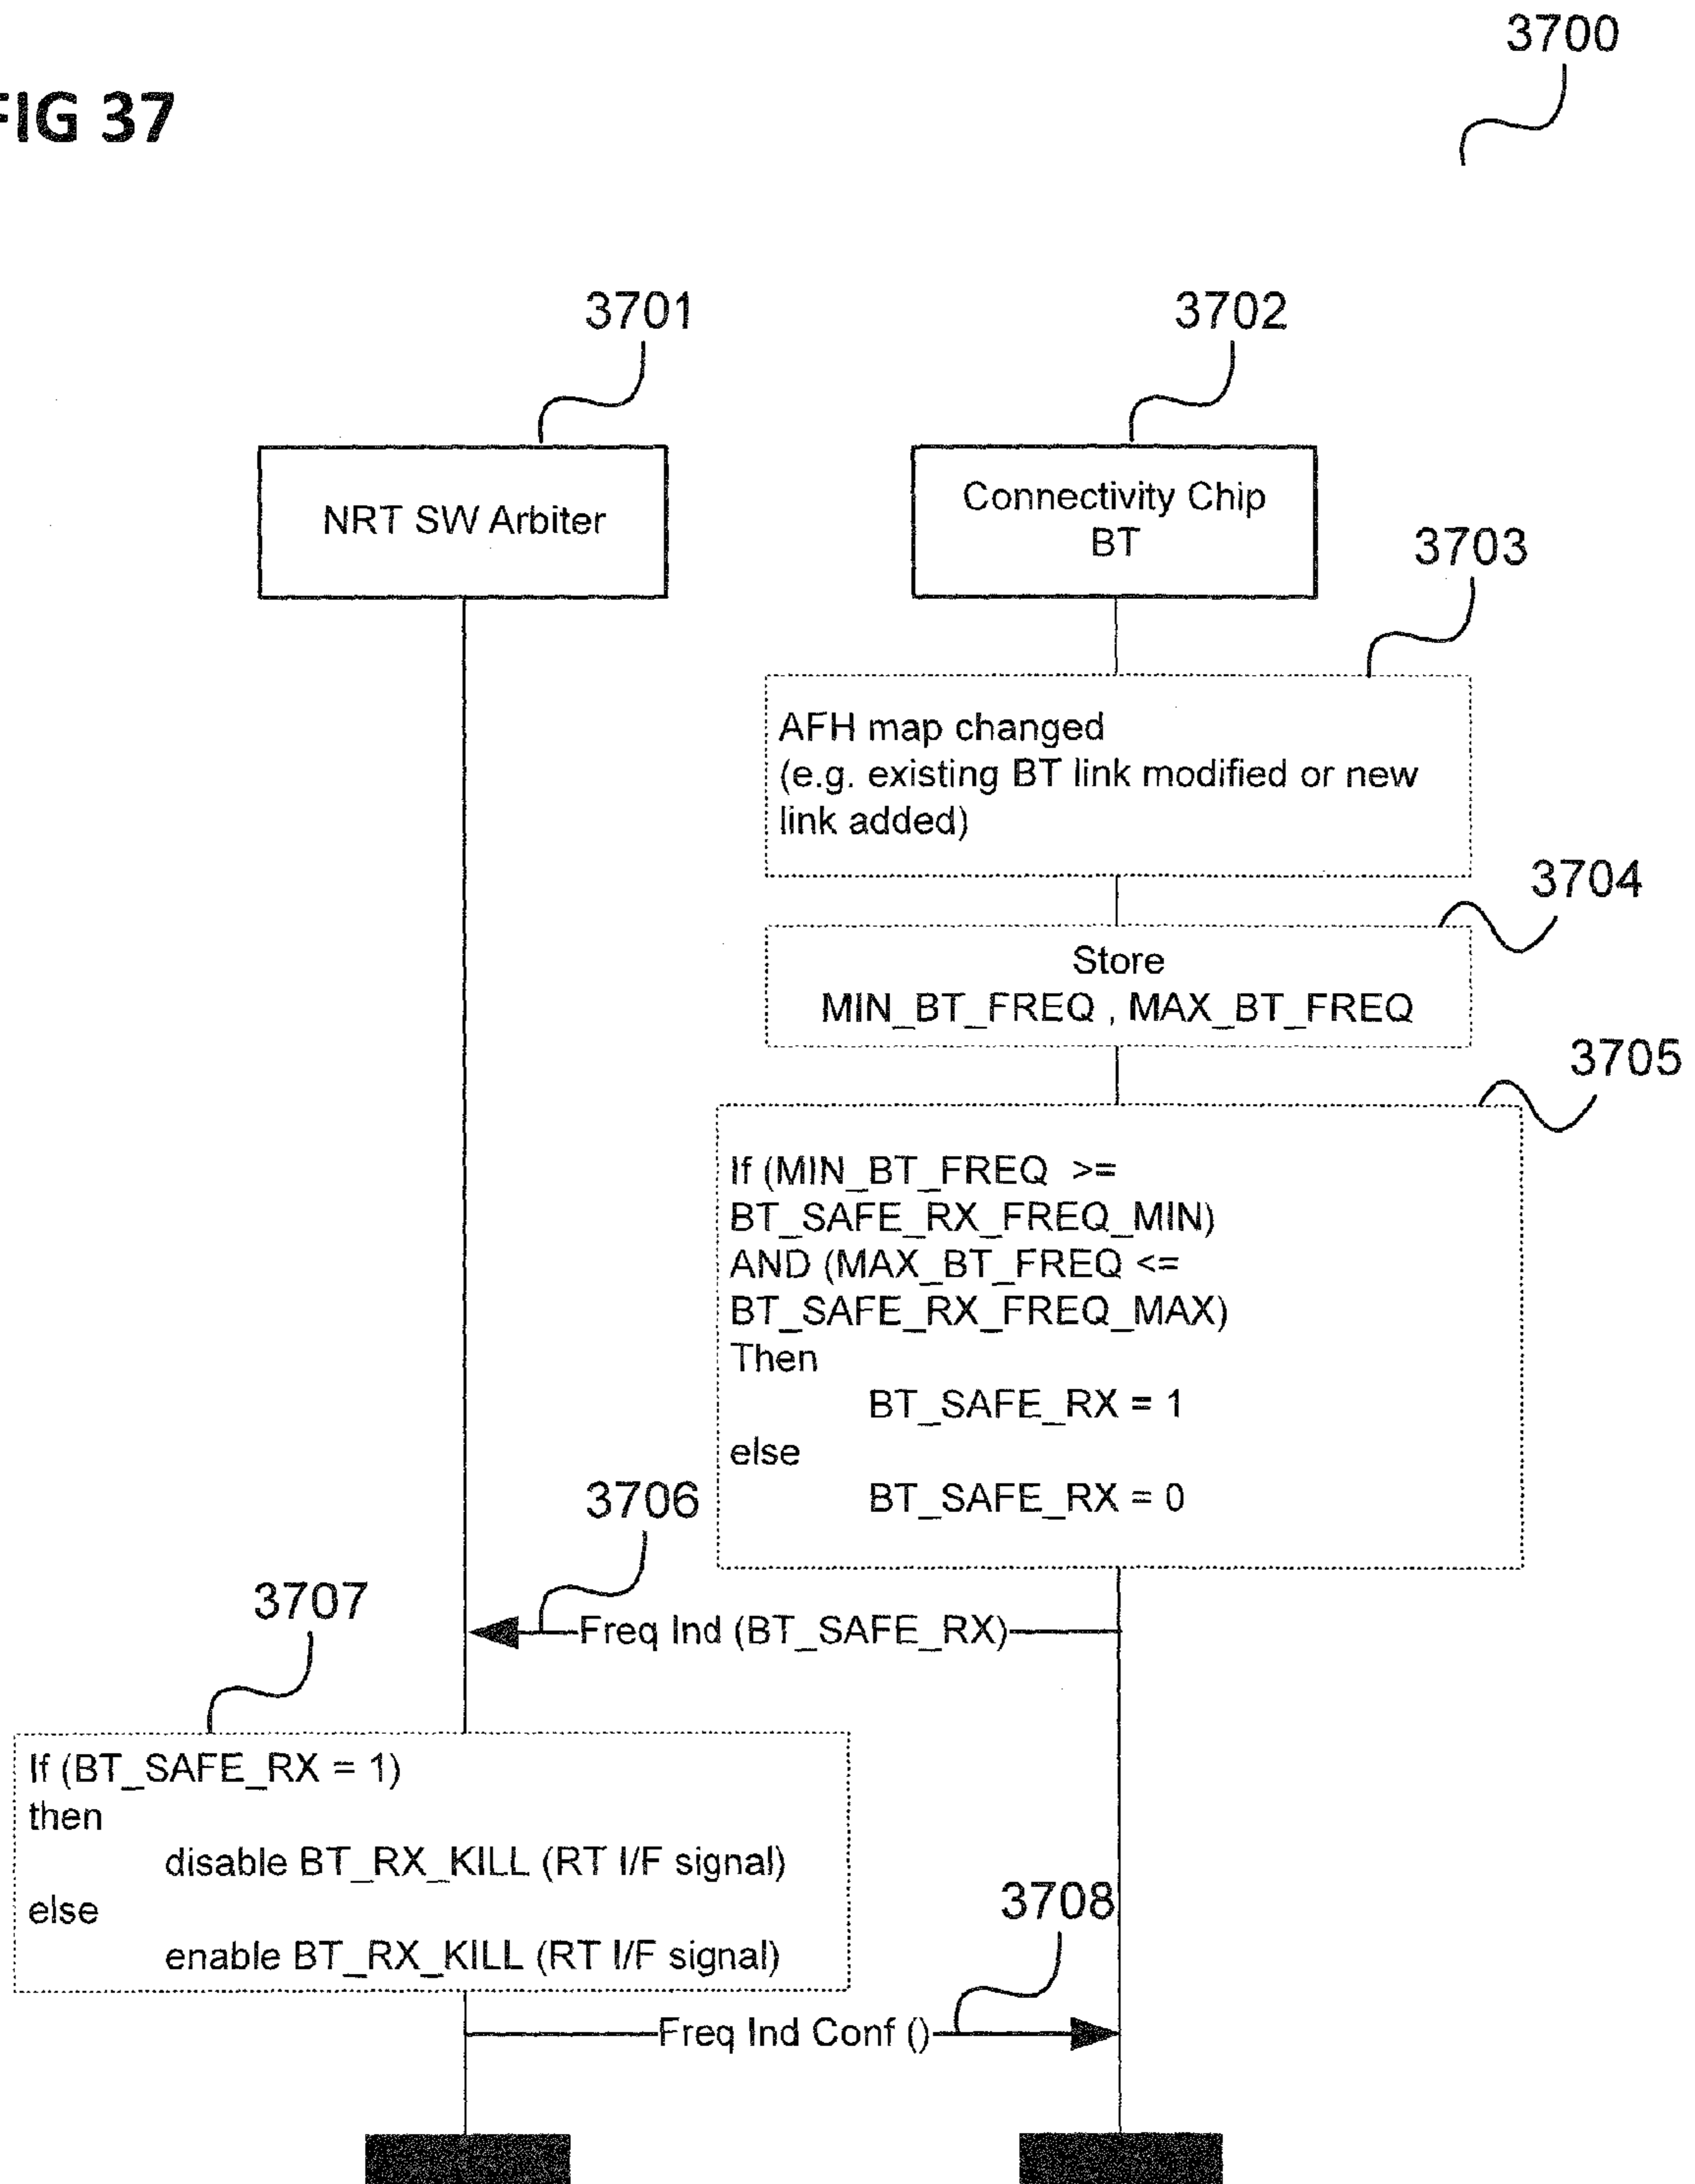 3700
FIG 37
3701
3702
NRT SW Arbiter
Connectivity Chip
BT
3703
AFH map changed
(e.g. existing BT link modified or new
link added)
3704
Store
MIN_BT_FREQ , MAX_BT_FREQ
3705
If (MIN_BT_FREQ >=
BT_SAFE_RX_FREQ_MIN)
AND (MAX_BT_FREQ <=
BT_SAFE_RX_FREQ_MAX)
Then
BT_SAFE_RX = 1
else
BT_SAFE_RX = 0
3706
Freq Ind (BT_SAFE_RX)
3707
If (BT_SAFE_RX = 1)
then
disable BT_RX_KILL (RT I/F signal)
else
enable BT_RX_KILL (RT I/F signal)
3708
Freq Ind Conf ()